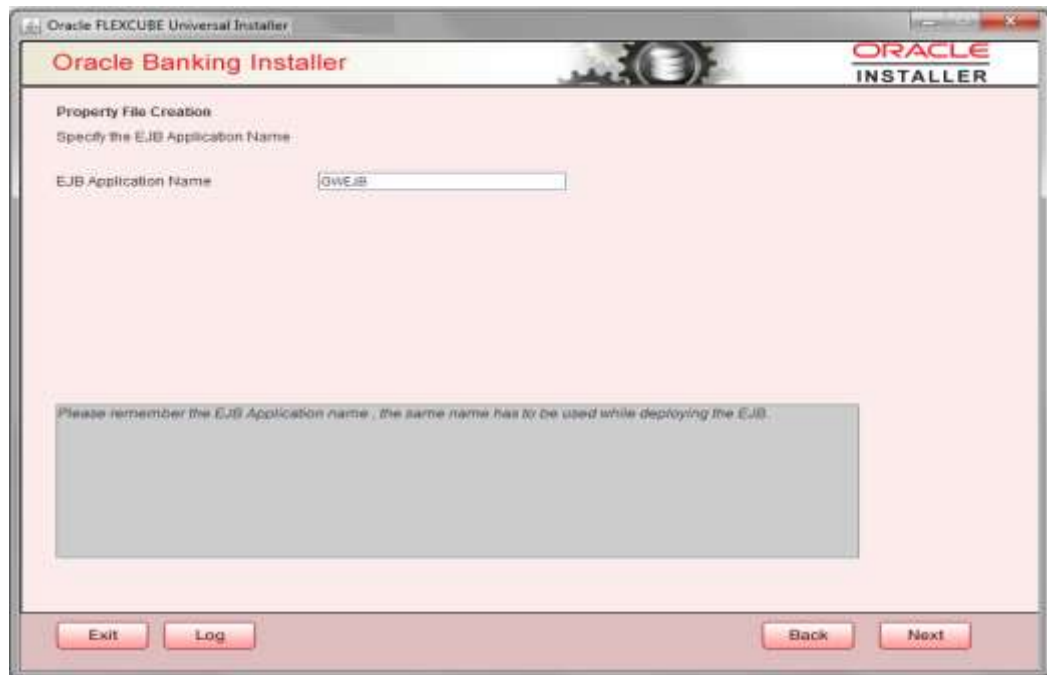 Oracle FLEXCUBE Universal Installer
Oracle Banking Installer
ORACLE
INSTALLER
Property File Creation
Specify the EJB Application Name
EJB Application Name GWEJB
Please remember the EJB Application name , the same name has to be used while deploying the EJB.
Exit Log Back Next